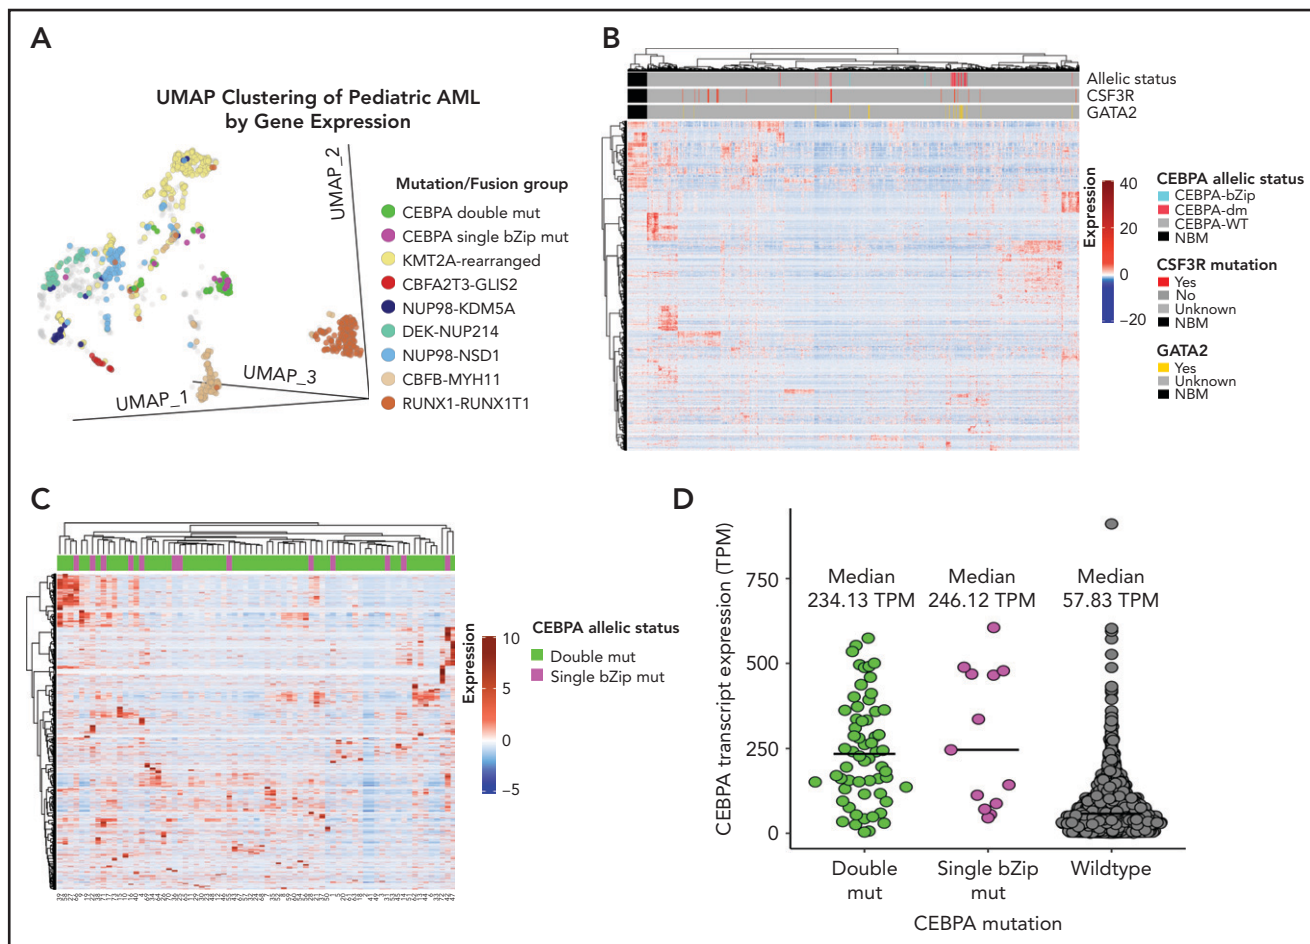 A
UMAP Clustering of Pediatric AML
by Gene Expression
UMAP_2
UMAP_3
UMAP_1
Mutation/Fusion group
CEBPA double mut
CEBPA single bZip mut
KMT2A-rearranged
CBFA2T3-GLIS2
NUP98-KDM5A
DEK-NUP214
NUP98-NSD1
CBFB-MYH11
RUNX1-RUNX1T1
B
Allelic status
CSF3R
GATA2
Expression
40
20
0
−20
CEBPA allelic status
CEBPA-bZip
CEBPA-dm
CEBPA-WT
NBM
CSF3R mutation
Yes
No
Unknown
NBM
GATA2
Yes
Unknown
NBM
C
Expression
10
5
0
−5
CEBPA allelic status
Double mut
Single bZip mut
D
CEBPA transcript expression (TPM)
750
500
250
0
Median
234.13 TPM
Median
246.12 TPM
Median
57.83 TPM
Double
mut
Single bZip
mut
Wildtype
CEBPA mutation